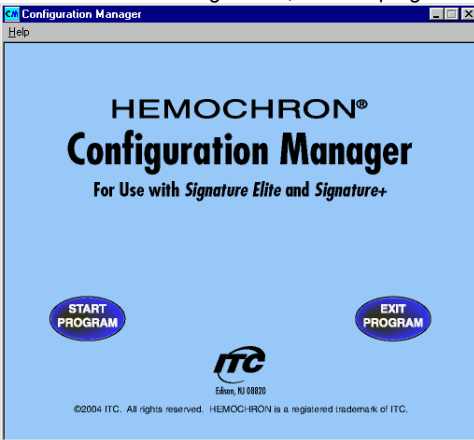 CM Configuration Manager
Help
HEMOCHRON®
Configuration Manager
For Use with Signature Elite and Signature+
START
PROGRAM
EXIT
PROGRAM
ITC
Edison, NJ 08820
©2004 ITC. All rights reserved. HEMOCHRON is a registered trademark of ITC.